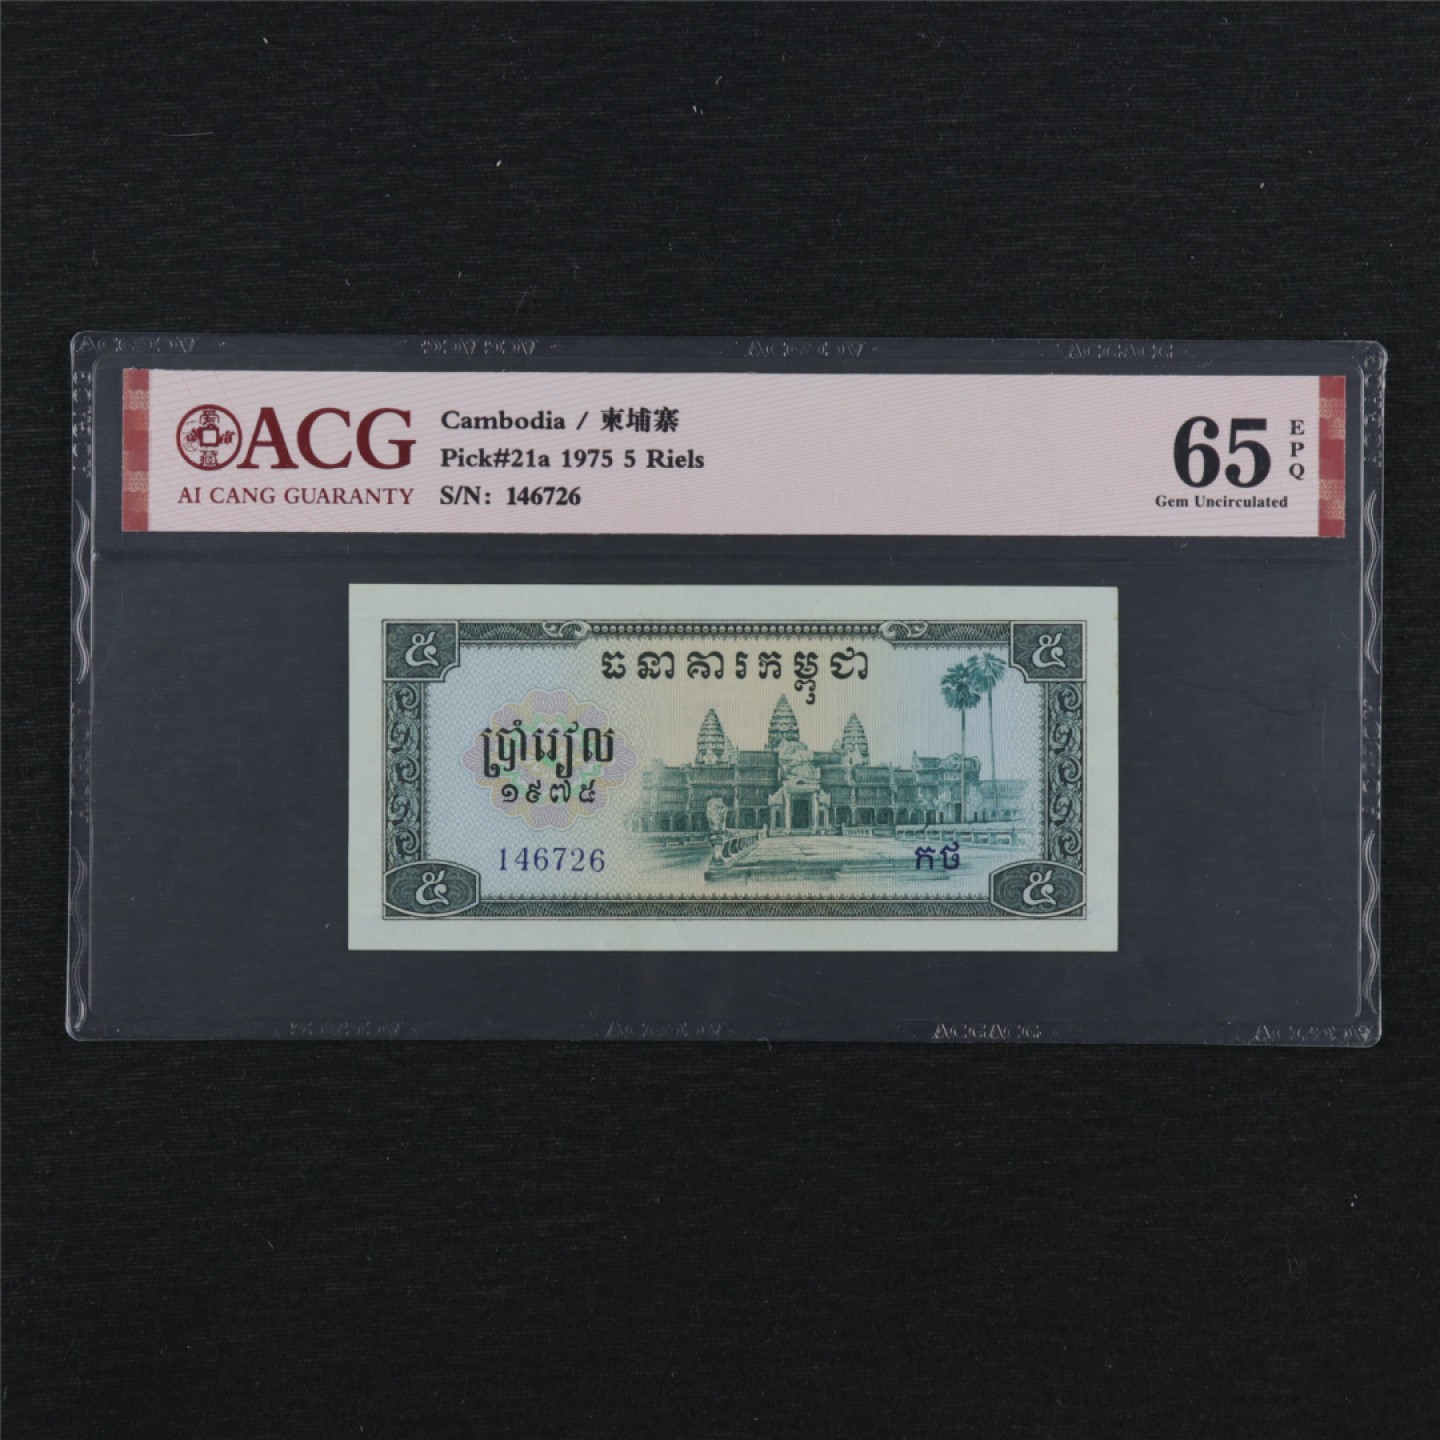 ACG
AI CANG GUARANTY
Cambodia / 柬埔寨
Pick#21a 1975 5 Riels
S/N: 146726
65
EPQ
Gem Uncirculated
៥ ៥
ធនាគារកម្ពុជា
ប្រាំរៀល
១៩៧៥
146726
កថ
៥ ៥